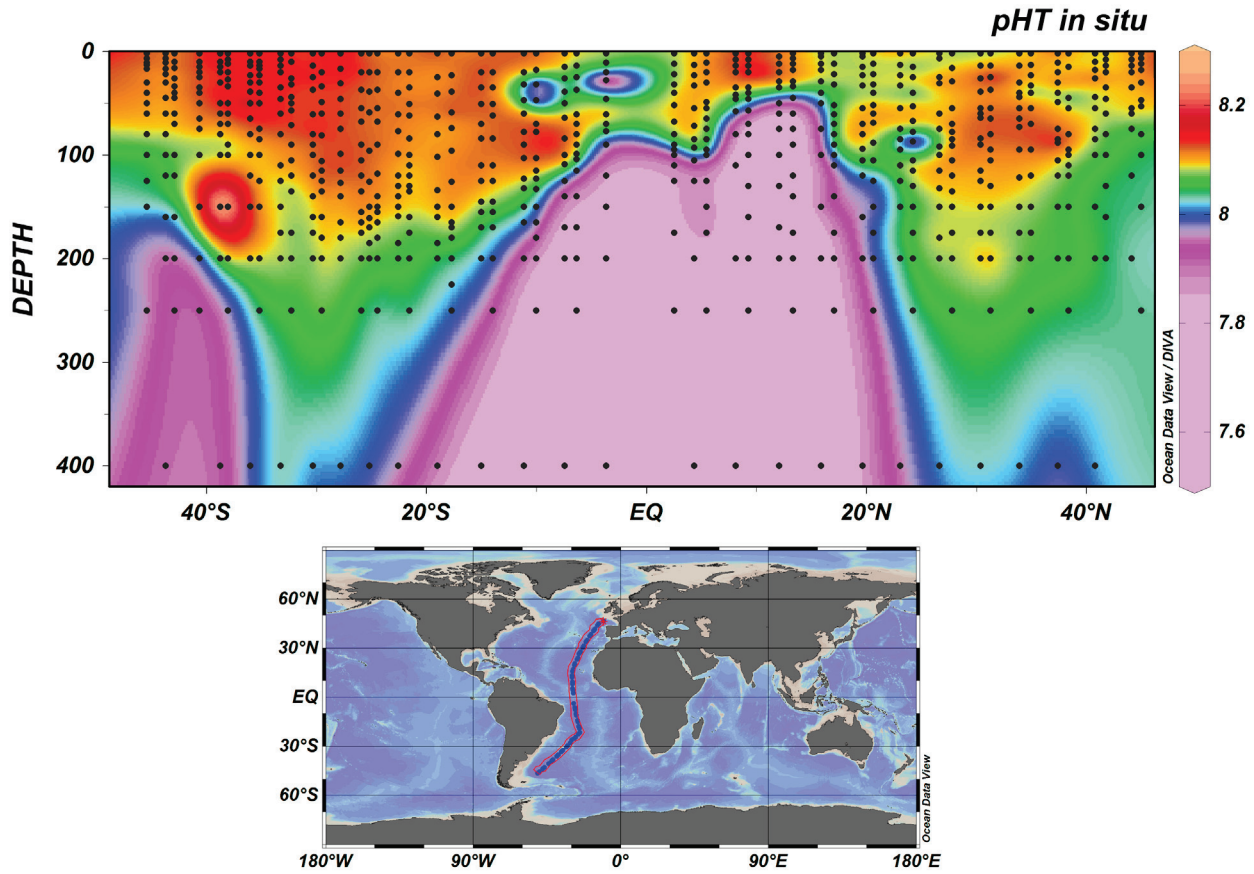 pHT in situ
DEPTH
0
100
200
300
400
40°S
20°S
EQ
20°N
40°N
8.2
8
7.8
7.6
Ocean Data View / DIVA
60°N
30°N
EQ
30°S
60°S
180°W
90°W
0°
90°E
180°E
Ocean Data View